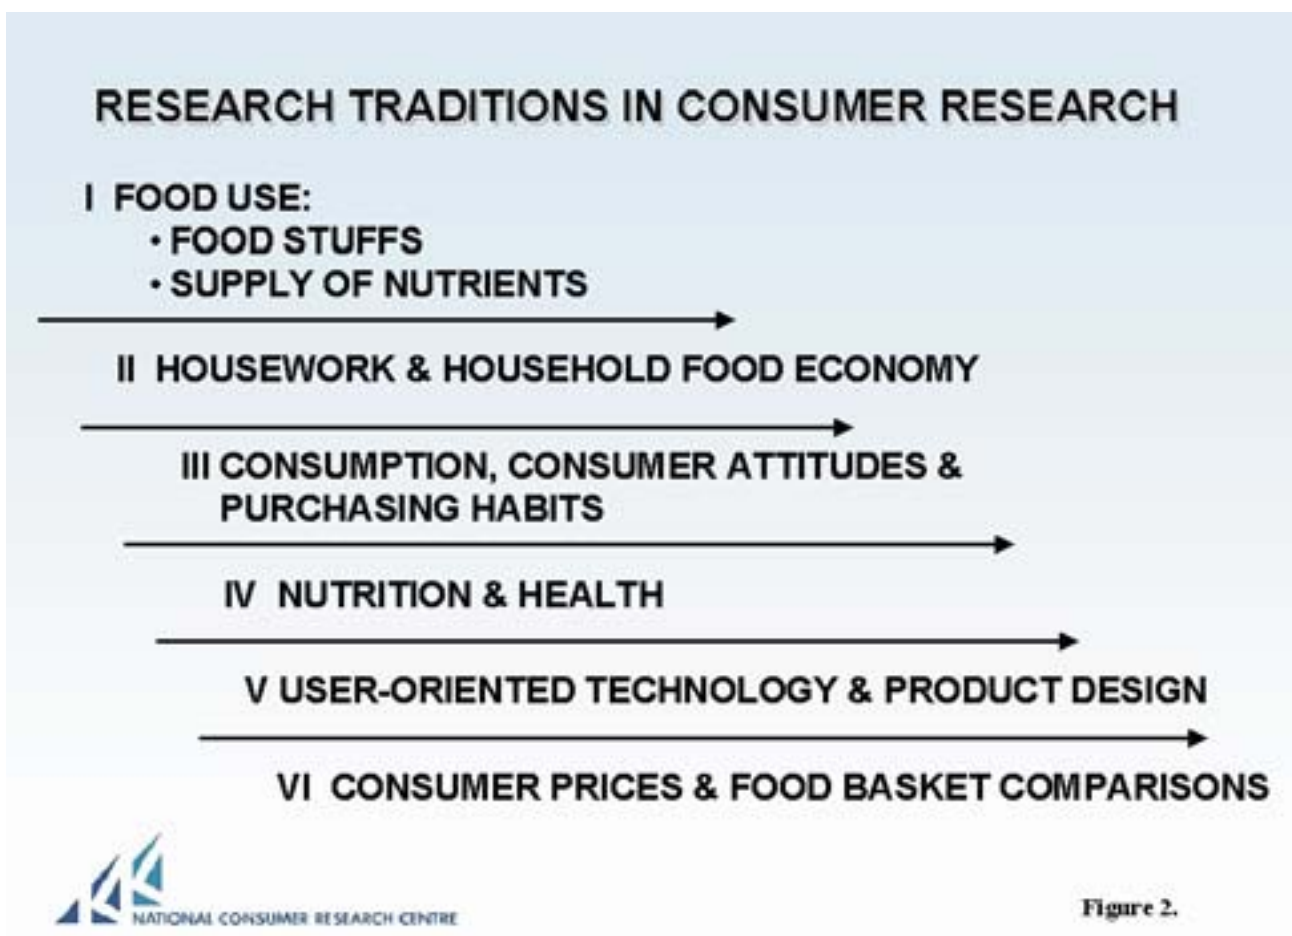 RESEARCH TRADITIONS IN CONSUMER RESEARCH
I FOOD USE:
• FOOD STUFFS
• SUPPLY OF NUTRIENTS
II HOUSEWORK & HOUSEHOLD FOOD ECONOMY
III CONSUMPTION, CONSUMER ATTITUDES &
PURCHASING HABITS
IV NUTRITION & HEALTH
V USER-ORIENTED TECHNOLOGY & PRODUCT DESIGN
VI CONSUMER PRICES & FOOD BASKET COMPARISONS
NATIONAL CONSUMER RESEARCH CENTRE
Figure 2.